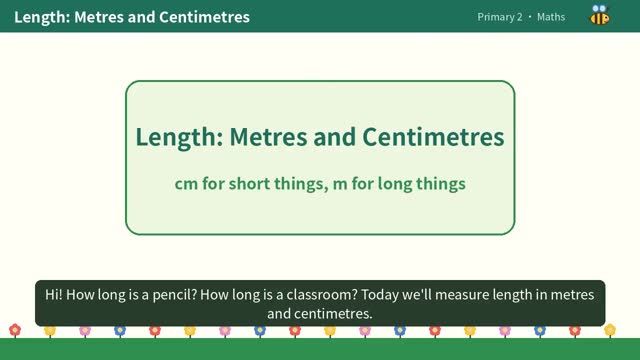 Length: Metres and Centimetres
Primary 2 • Maths
Length: Metres and Centimetres
cm for short things, m for long things
Hi! How long is a pencil? How long is a classroom? Today we'll measure length in metres
and centimetres.